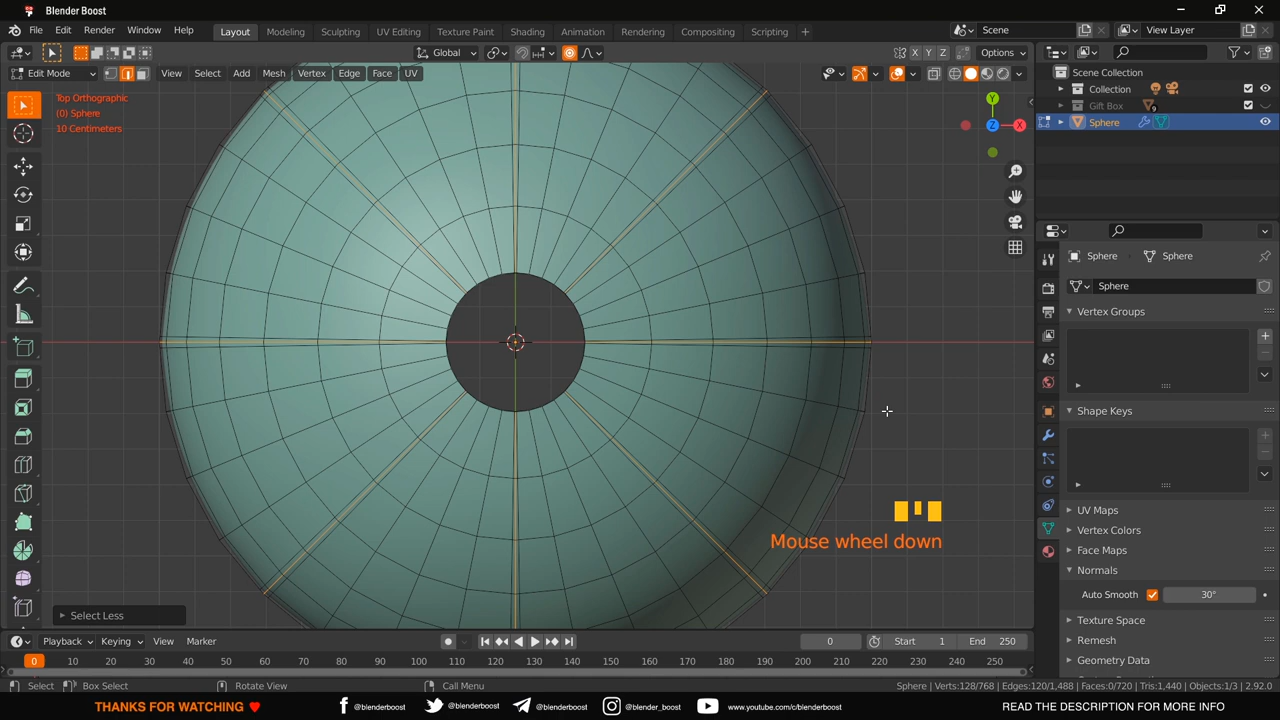 Blender Boost
File Edit Render Window Help Layout Modeling Sculpting UV Editing Texture Paint Shading Animation Rendering Compositing Scripting + Scene View Layer
Global Options
Edit Mode View Select Add Mesh Vertex Edge Face UV
X Y Z
Scene Collection
Collection
Gift Box 9
Sphere
Top Orthographic
(0) Sphere
10 Centimeters
Y
Z X
Sphere Sphere
Sphere
Vertex Groups
Shape Keys
UV Maps
Vertex Colors
Face Maps
Normals
Auto Smooth 30°
Texture Space
Remesh
Geometry Data
Mouse wheel down
Select Less
Playback Keying View Marker 0 Start 1 End 250
0 10 20 30 40 50 60 70 80 90 100 110 120 130 140 150 160 170 180 190 200 210 220 230 240 250
Select Box Select Rotate View Call Menu Sphere | Verts:128/768 | Edges:120/1,488 | Faces:0/720 | Tris:1,440 | Objects:1/3 | 2.92.0
THANKS FOR WATCHING @blenderboost @blenderboost @blenderboost @blender_boost www.youtube.com/c/blenderboost READ THE DESCRIPTION FOR MORE INFO